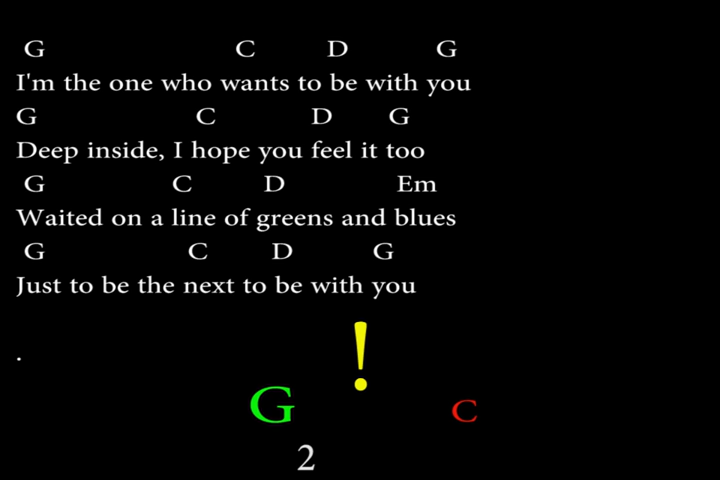 G C D G
I'm the one who wants to be with you
G C D G
Deep inside, I hope you feel it too
G C D Em
Waited on a line of greens and blues
G C D G
Just to be the next to be with you
.
!
G C
2